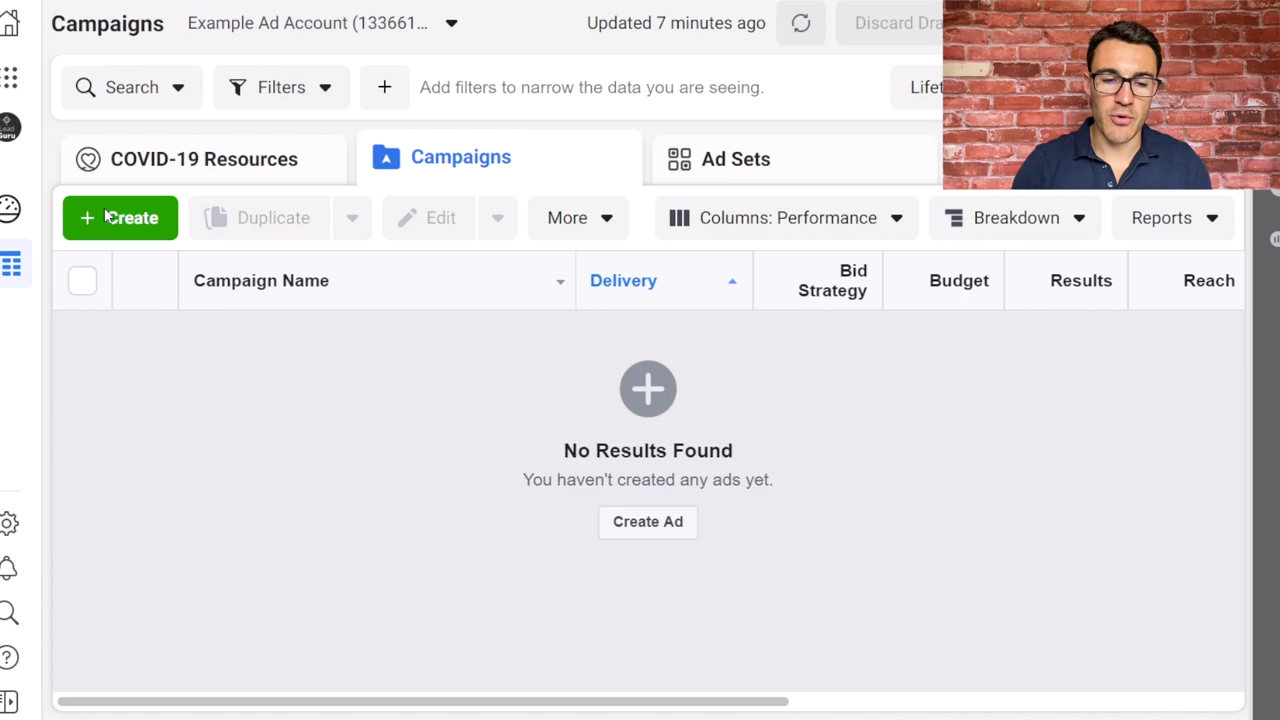 Campaigns
Example Ad Account (133661...
Updated 7 minutes ago
Discard Dra
Search
Filters
+
Add filters to narrow the data you are seeing.
Lifet
COVID-19 Resources
Campaigns
Ad Sets
+ Create
Duplicate
Edit
More
Columns: Performance
Breakdown
Reports
Campaign Name
Delivery
Bid
Strategy
Budget
Results
Reach
No Results Found
You haven't created any ads yet.
Create Ad